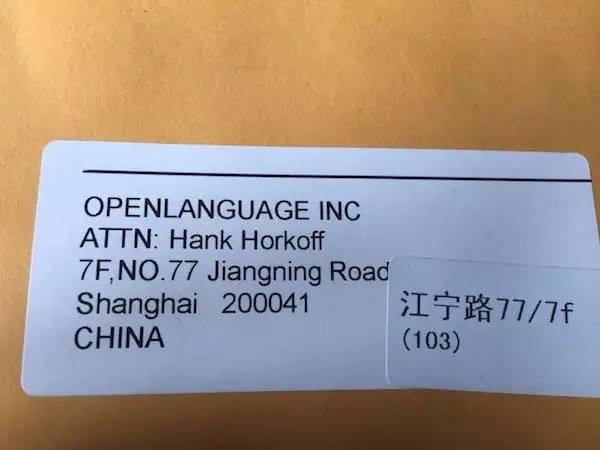 OPENLANGUAGE INC
ATTN: Hank Horkoff
7F,NO.77 Jiangning Road
Shanghai 200041
CHINA
江宁路77/7f
(103)